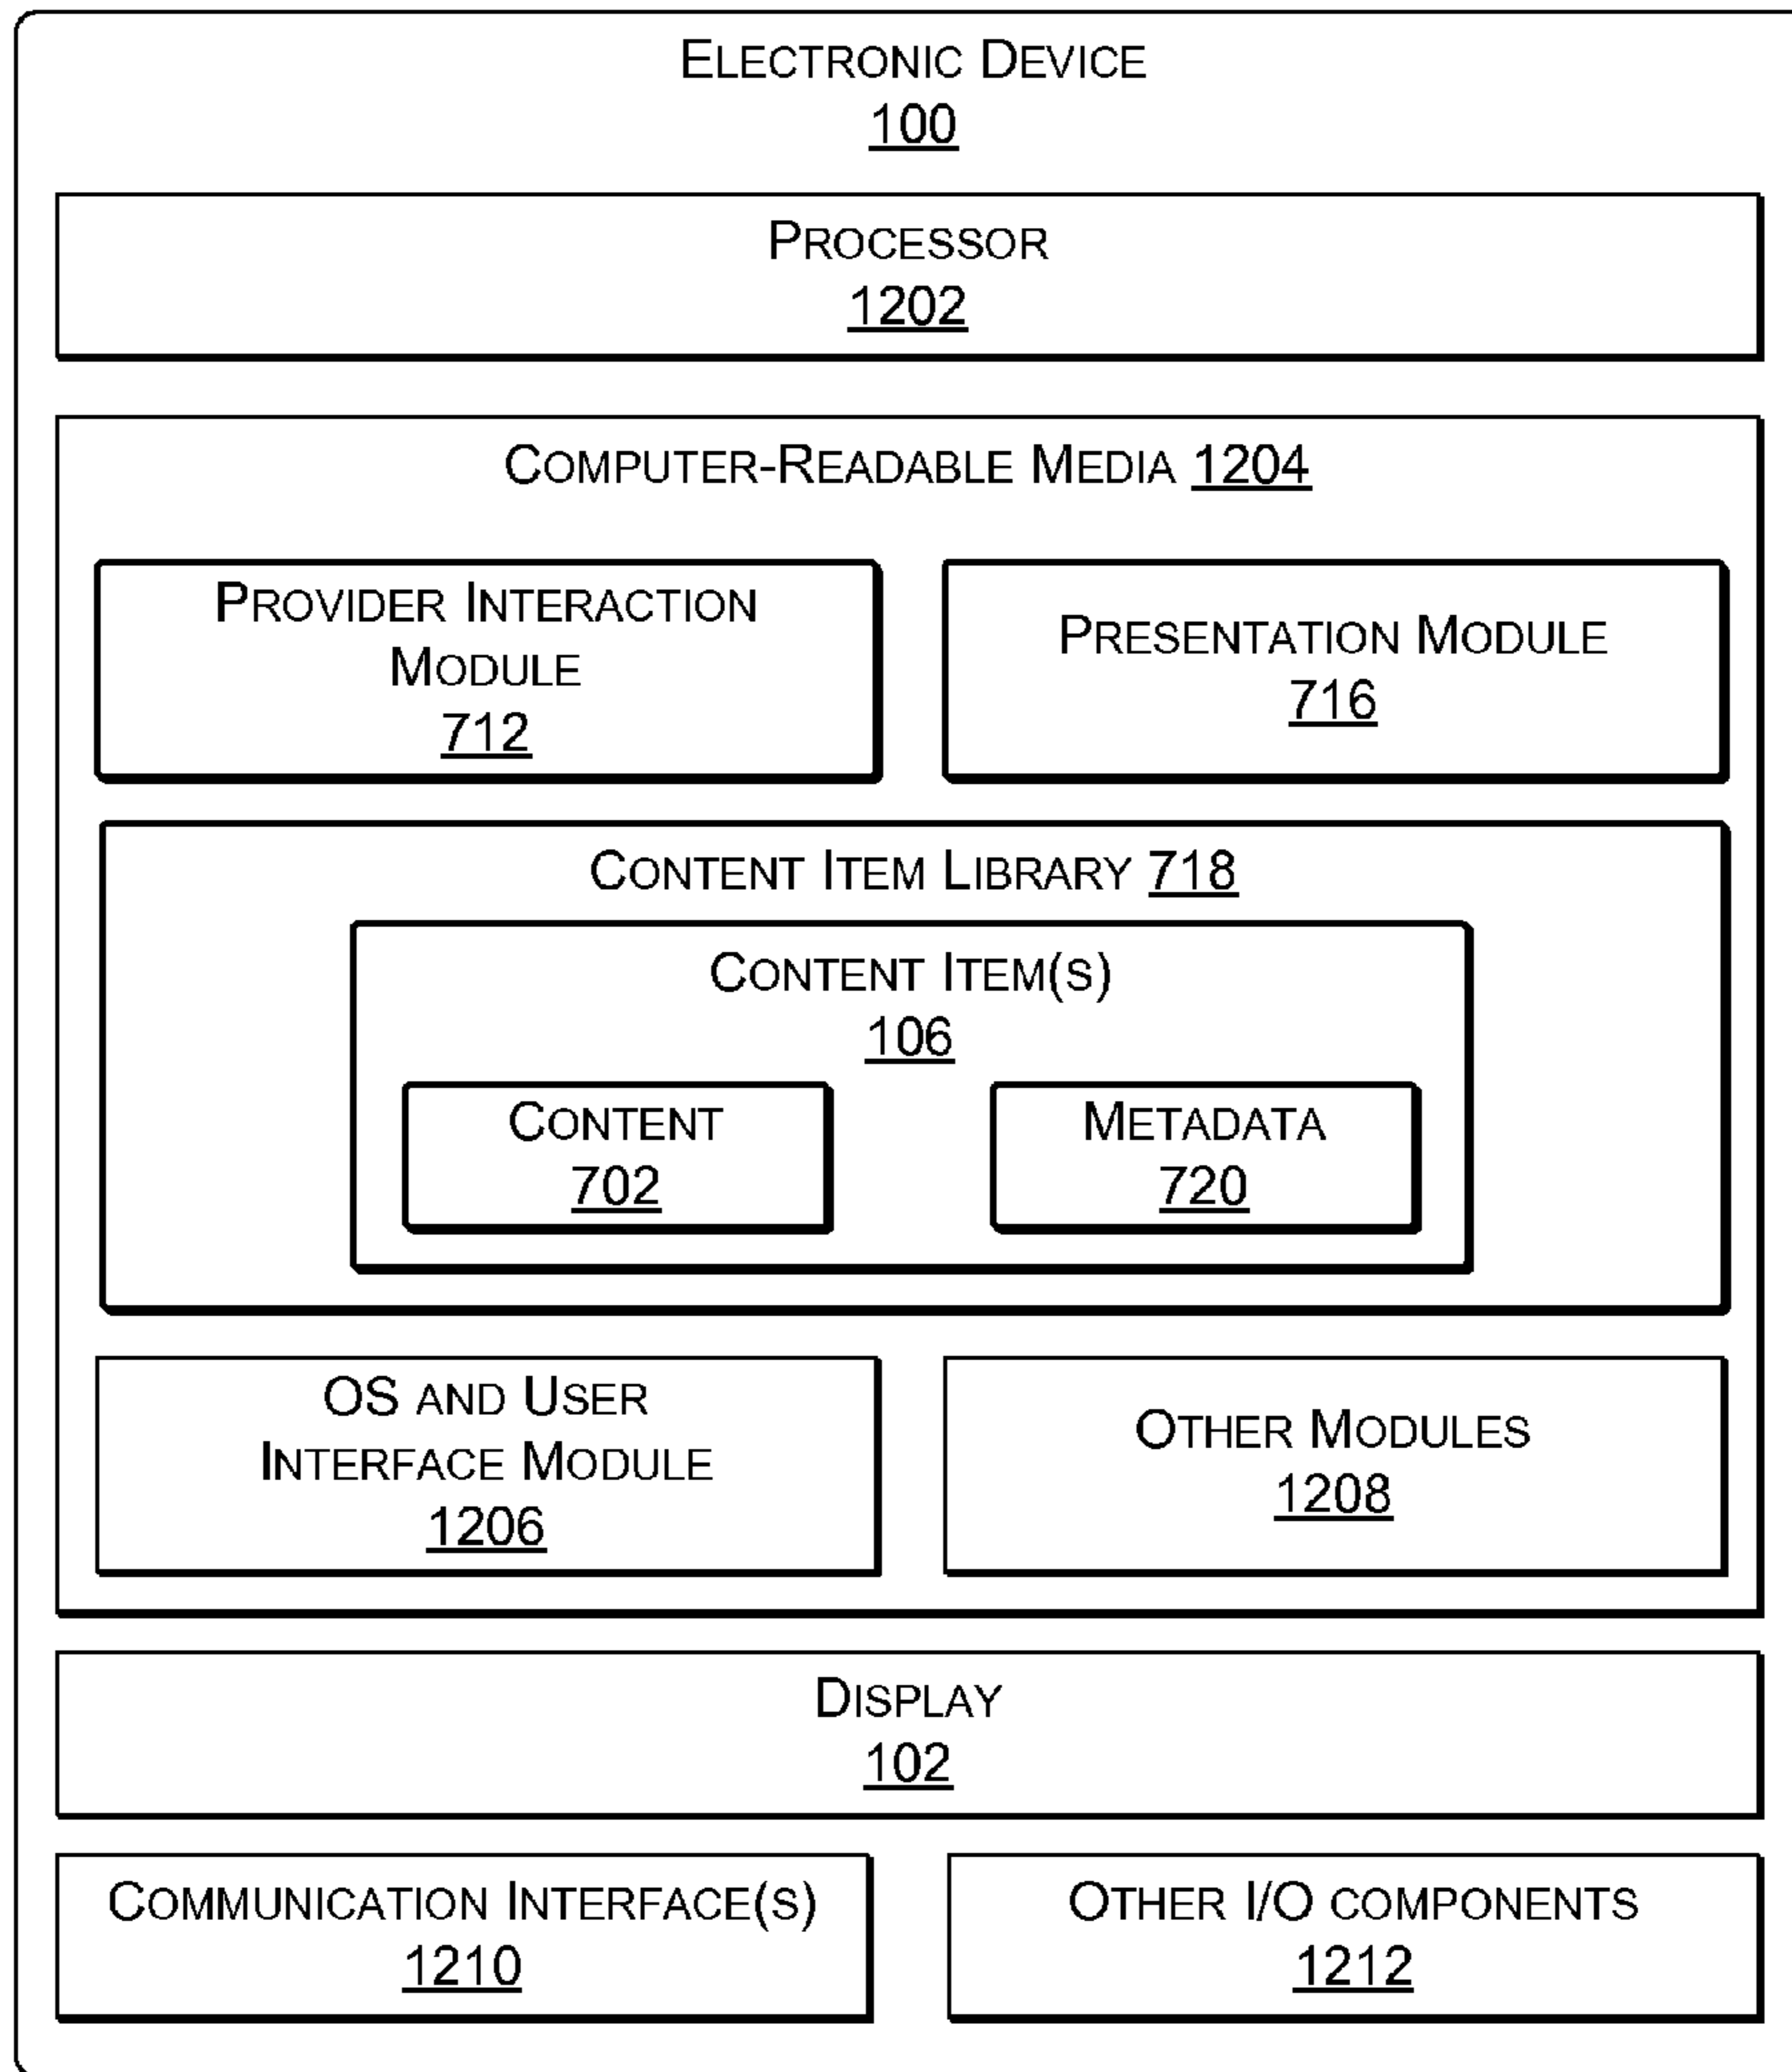 ELECTRONIC DEVICE
100
PROCESSOR
1202
COMPUTER-READABLE MEDIA 1204
PROVIDER INTERACTION
MODULE
712
PRESENTATION MODULE
716
CONTENT ITEM LIBRARY 718
CONTENT ITEM(S)
106
CONTENT
702
METADATA
720
OS AND USER
INTERFACE MODULE
1206
OTHER MODULES
1208
DISPLAY
102
COMMUNICATION INTERFACE(S)
1210
OTHER I/O COMPONENTS
1212